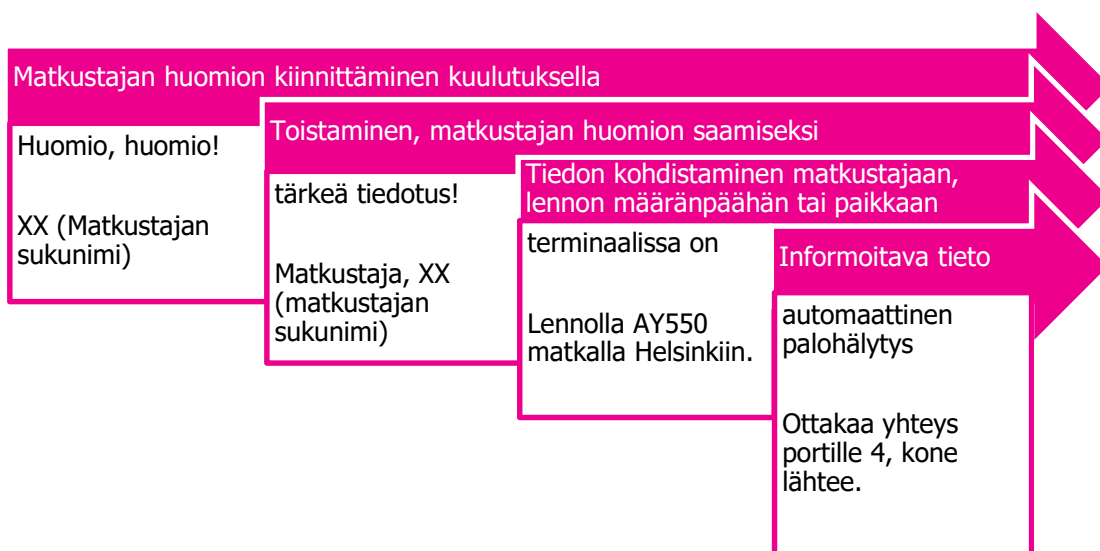 Matkustajan huomion kiinnittäminen kuulutuksella
Huomio, huomio!
XX (Matkustajan
sukunimi)
Toistaminen, matkustajan huomion saamiseksi
tärkeä tiedotus!
Matkustaja, XX
(matkustajan
sukunimi)
Tiedon kohdistaminen matkustajaan,
lennon määränpäähän tai paikkaan
terminaalissa on
Lennolla AY550
matkalla Helsinkiin.
Informoitava tieto
automaattinen
palohälytys
Ottakaa yhteys
portille 4, kone
lähtee.